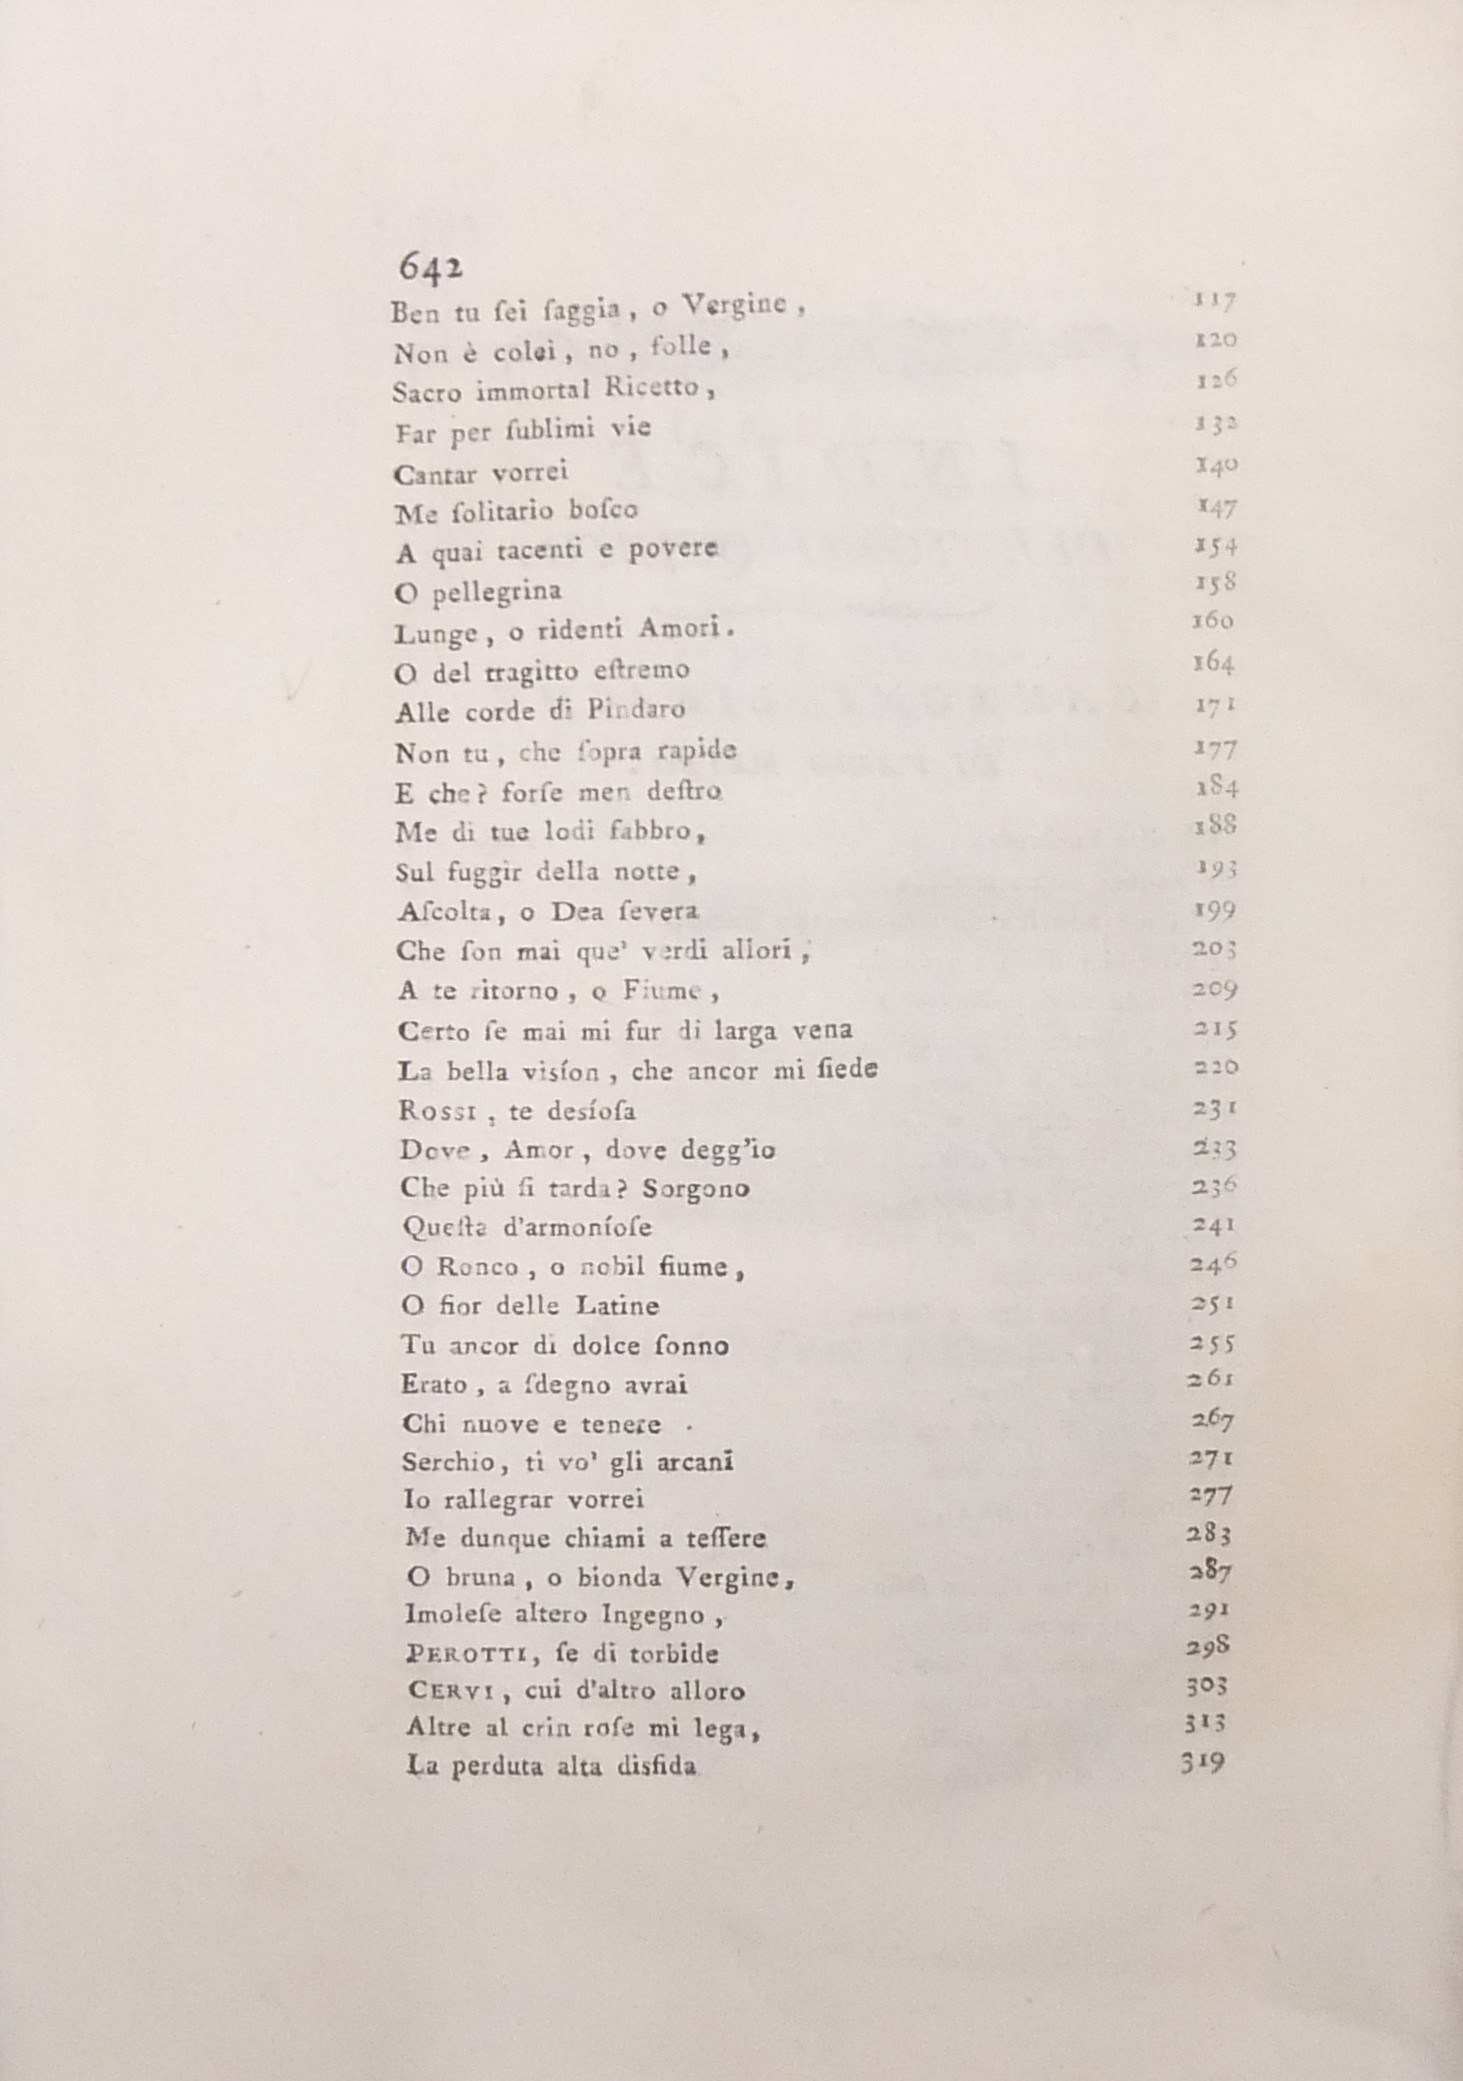 642
Ben tu ſei ſaggia, o Vergine, 117
Non è colei, no, folle, 120
Sacro immortal Ricetto, 126
Far per ſublimi vie 132
Cantar vorrei 140
Me ſolitario boſco 147
A quai tacenti e povere 154
O pellegrina 158
Lunge, o ridenti Amori. 160
O del tragitto eſtremo 164
Alle corde di Pindaro 171
Non tu, che ſopra rapide 177
E che? forſe men deſtro 184
Me di tue lodi fabbro, 188
Sul fuggir della notte, 193
Aſcolta, o Dea ſevera 199
Che ſon mai que' verdi allori, 203
A te ritorno, o Fiume, 209
Certo ſe mai mi fur di larga vena 215
La bella visíon, che ancor mi ſiede 220
ROSSI, te desíoſa 231
Dove, Amor, dove degg'io 233
Che più ſi tarda? Sorgono 236
Queſta d'armoníoſe 241
O Ronco, o nobil fiume, 246
O fior delle Latine 251
Tu ancor di dolce ſonno 255
Erato, a ſdegno avrai 261
Chi nuove e tenere 267
Serchio, ti vo' gli arcani 271
Io rallegrar vorrei 277
Me dunque chiami a teſſere 283
O bruna, o bionda Vergine, 287
Imoleſe altero Ingegno, 291
PEROTTI, ſe di torbide 298
CERVI, cui d'altro alloro 303
Altre al crin roſe mi lega, 313
La perduta alta disfida 319